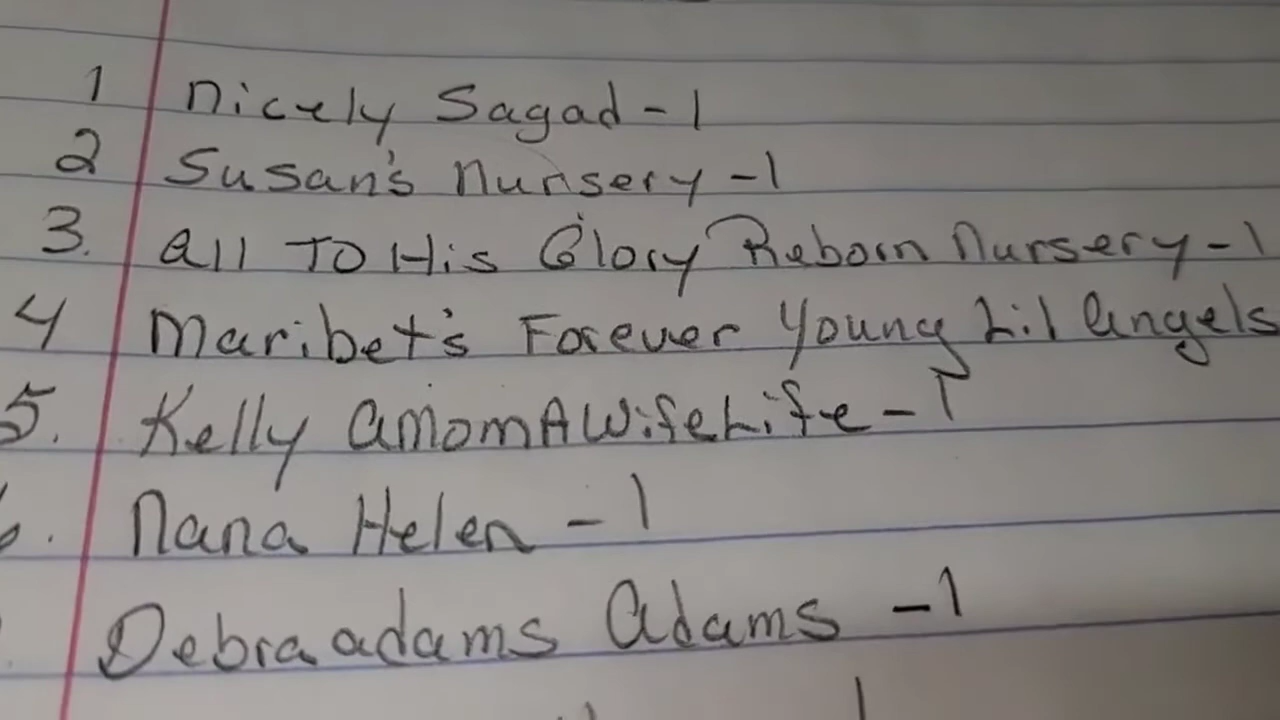 1 Nicely Sagad - 1
2 Susan's Nursery - 1
3. All To His Glory Reborn Nursery - 1
4 Maribet's Forever Young Lil Angels
5. Kelly AMomAWifeLife - 1
6. Nana Helen - 1
Debraadams Adams - 1